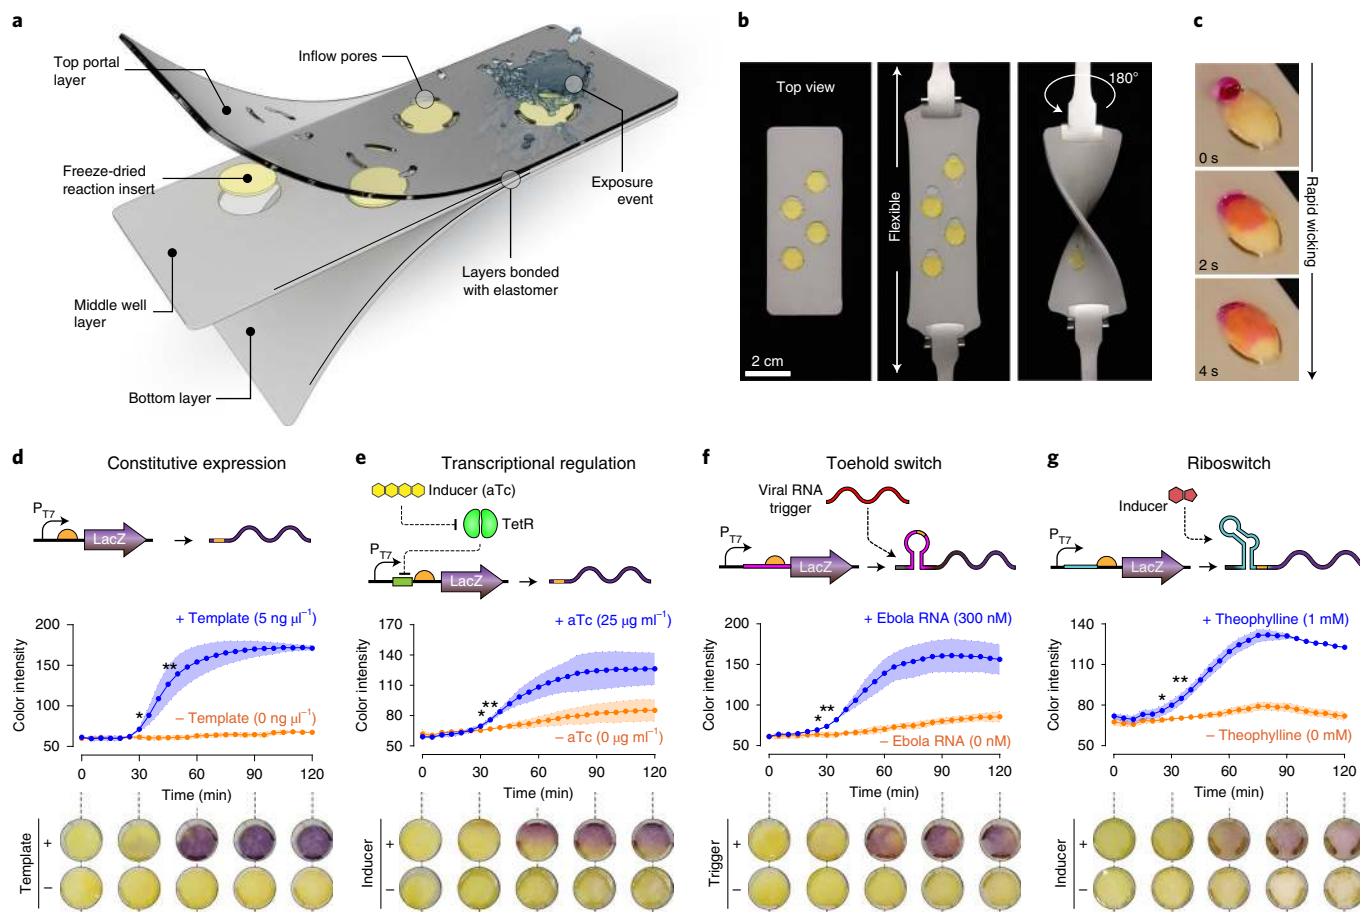 a
Top portal
layer
Inflow pores
Freeze-dried
reaction insert
Exposure
event
Layers bonded
with elastomer
Middle well
layer
Bottom layer
b
Top view
2 cm
Flexible
180°
c
0 s
2 s
4 s
Rapid wicking
d
Constitutive expression
P_T7
LacZ
+ Template (5 ng μl⁻¹)
– Template (0 ng μl⁻¹)
Color intensity
200
150
100
50
*
**
0
30
60
90
120
Time (min)
Template
+
–
e
Transcriptional regulation
Inducer (aTc)
TetR
P_T7
LacZ
+ aTc (25 μg ml⁻¹)
– aTc (0 μg ml⁻¹)
Color intensity
170
140
110
80
50
*
**
0
30
60
90
120
Time (min)
Inducer
+
–
f
Toehold switch
Viral RNA
trigger
P_T7
LacZ
+ Ebola RNA (300 nM)
– Ebola RNA (0 nM)
Color intensity
200
150
100
50
*
**
0
30
60
90
120
Time (min)
Trigger
+
–
g
Riboswitch
Inducer
P_T7
LacZ
+ Theophylline (1 mM)
– Theophylline (0 mM)
Color intensity
140
110
80
50
*
**
0
30
60
90
120
Time (min)
Inducer
+
–